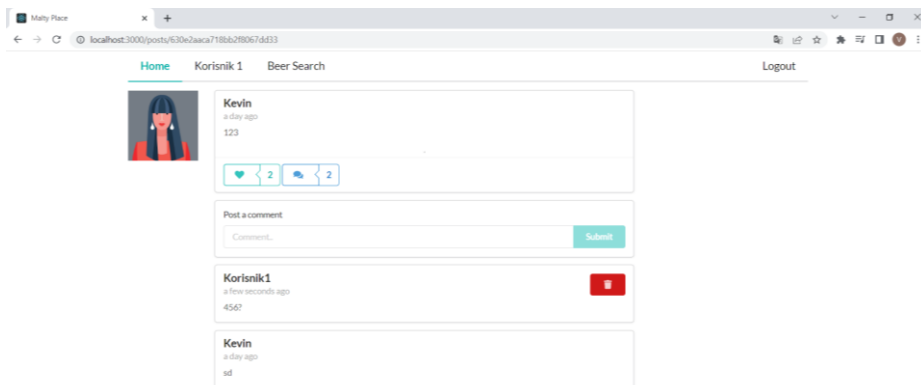 Malty Place
localhost:3000/posts/630e2aaca718bb2f8067dd33
V
Home Korisnik 1 Beer Search Logout
Kevin
a day ago
123
2 2
Post a comment
Comment.. Submit
Korisnik1
a few seconds ago
456?
Kevin
a day ago
sd